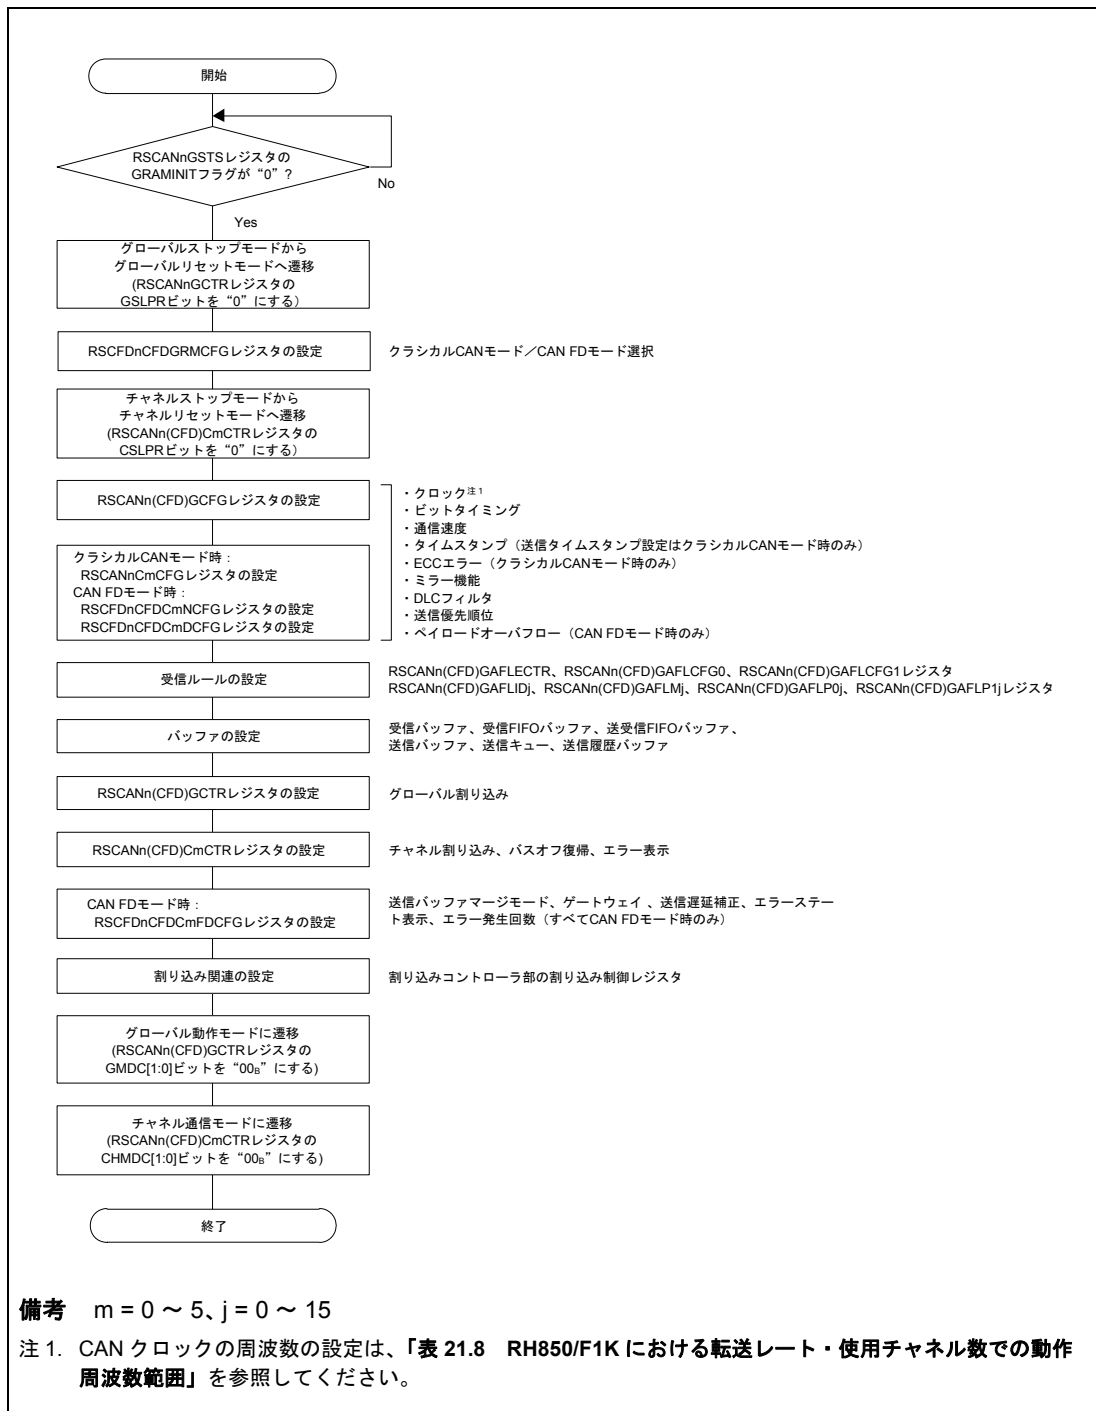 開始
RSCANnGSTSレジスタの
GRAMINITフラグが“0”?
No
Yes
グローバルストップモードから
グローバルリセットモードへ遷移
(RSCANnGCTRレジスタの
GSLPRビットを“0”にする)
RSCFDnCFDGRMCFGレジスタの設定
クラシカルCANモード/CAN FDモード選択
チャネルストップモードから
チャネルリセットモードへ遷移
(RSCANn(CFD)CmCTRレジスタの
CSLPRビットを“0”にする)
RSCANn(CFD)GCFGレジスタの設定
クラシカルCANモード時:
RSCANnCmCFGレジスタの設定
CAN FDモード時:
RSCFDnCFDCmNCFGレジスタの設定
RSCFDnCFDCmDCFGレジスタの設定
・クロック注1
・ビットタイミング
・通信速度
・タイムスタンプ(送信タイムスタンプ設定はクラシカルCANモード時のみ)
・ECCエラー(クラシカルCANモード時のみ)
・ミラー機能
・DLCフィルタ
・送信優先順位
・ペイロードオーバフロー(CAN FDモード時のみ)
受信ルールの設定
RSCANn(CFD)GAFLECTR、RSCANn(CFD)GAFLCFG0、RSCANn(CFD)GAFLCFG1レジスタ
RSCANn(CFD)GAFLIDj、RSCANn(CFD)GAFLMj、RSCANn(CFD)GAFLP0j、RSCANn(CFD)GAFLP1jレジスタ
バッファの設定
受信バッファ、受信FIFOバッファ、送受信FIFOバッファ、
送信バッファ、送信キュー、送信履歴バッファ
RSCANn(CFD)GCTRレジスタの設定
グローバル割り込み
RSCANn(CFD)CmCTRレジスタの設定
チャネル割り込み、バスオフ復帰、エラー表示
CAN FDモード時:
RSCFDnCFDCmFDCFGレジスタの設定
送信バッファマージモード、ゲートウェイ 、送信遅延補正、エラーステー
ト表示、エラー発生回数(すべてCAN FDモード時のみ)
割り込み関連の設定
割り込みコントローラ部の割り込み制御レジスタ
グローバル動作モードに遷移
(RSCANn(CFD)GCTRレジスタの
GMDC[1:0]ビットを“00B”にする)
チャネル通信モードに遷移
(RSCANn(CFD)CmCTRレジスタの
CHMDC[1:0]ビットを“00B”にする)
終了
備考 m = 0 ~ 5、j = 0 ~ 15
注 1. CAN クロックの周波数の設定は、「表 21.8 RH850/F1K における転送レート・使用チャネル数での動作
周波数範囲」を参照してください。